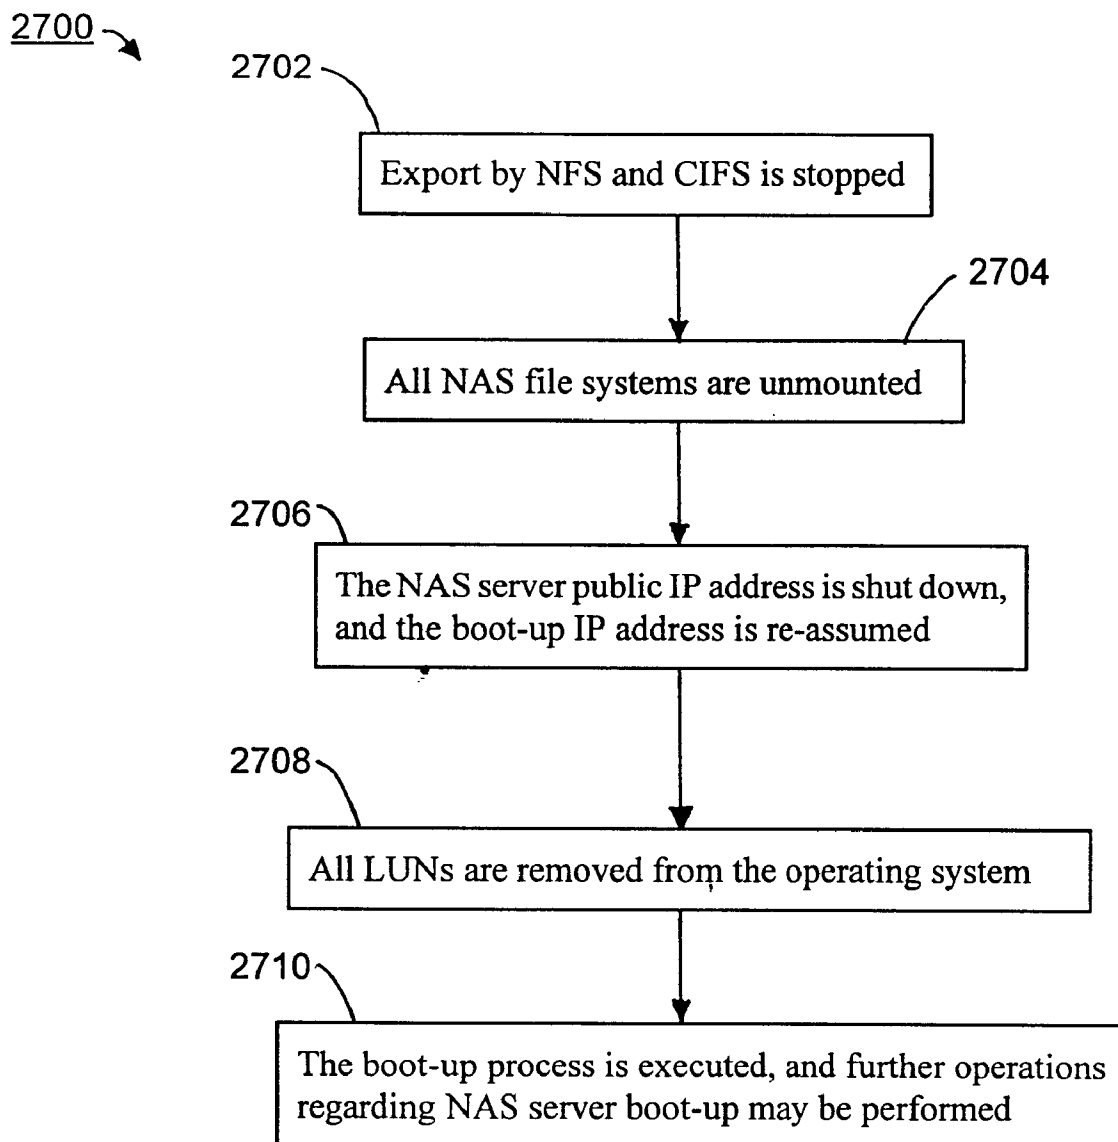 2700
2702
Export by NFS and CIFS is stopped
2704
All NAS file systems are unmounted
2706
The NAS server public IP address is shut down,
and the boot-up IP address is re-assumed
2708
All LUNs are removed from the operating system
2710
The boot-up process is executed, and further operations
regarding NAS server boot-up may be performed